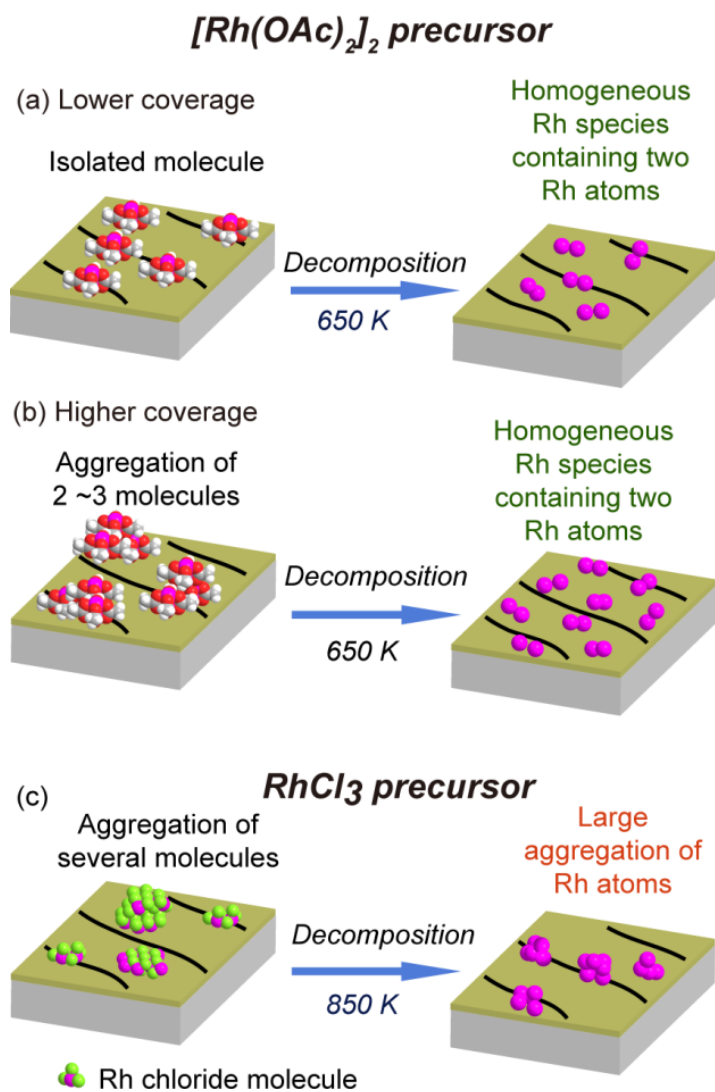 [Rh(OAc)₂]₂ precursor
(a) Lower coverage
Isolated molecule
Decomposition
650 K
Homogeneous
Rh species
containing two
Rh atoms
(b) Higher coverage
Aggregation of
2 ~3 molecules
Decomposition
650 K
Homogeneous
Rh species
containing two
Rh atoms
RhCl₃ precursor
(c)
Aggregation of
several molecules
Decomposition
850 K
Large
aggregation of
Rh atoms
Rh chloride molecule